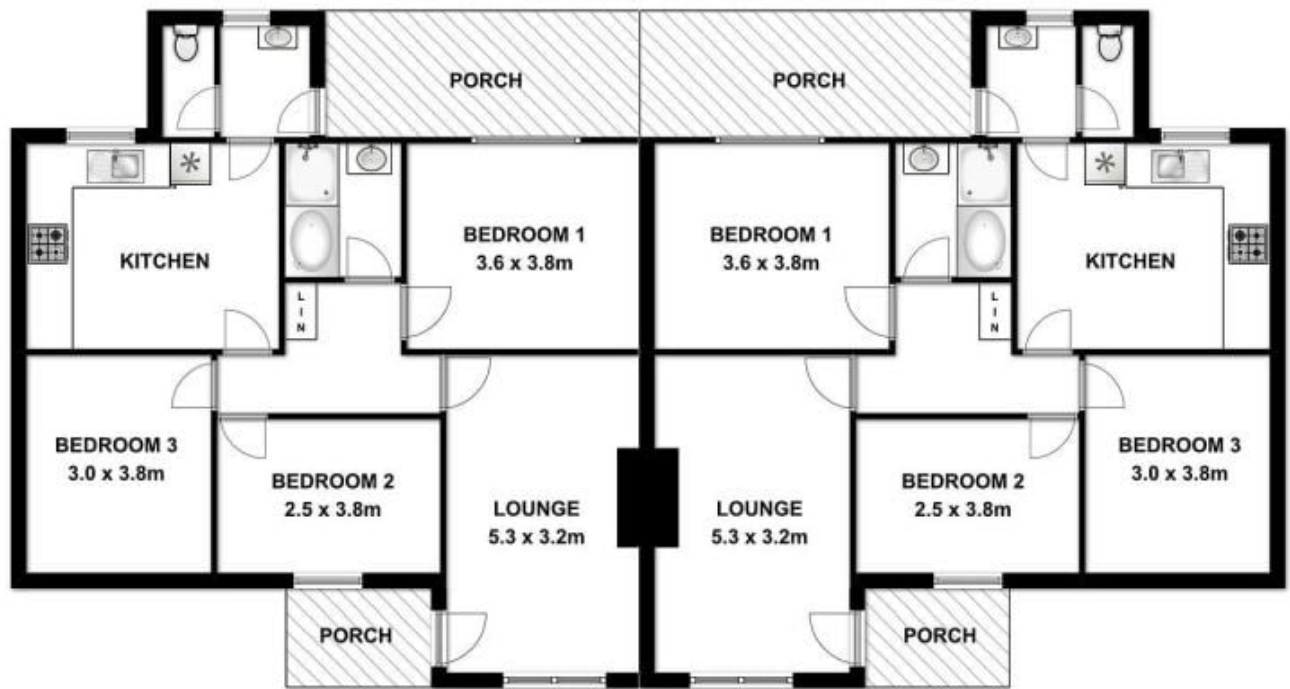 PORCH
PORCH
BEDROOM 1
3.6 x 3.8m
BEDROOM 1
3.6 x 3.8m
KITCHEN
KITCHEN
L
I
N
L
I
N
BEDROOM 3
3.0 x 3.8m
BEDROOM 3
3.0 x 3.8m
BEDROOM 2
2.5 x 3.8m
BEDROOM 2
2.5 x 3.8m
LOUNGE
5.3 x 3.2m
LOUNGE
5.3 x 3.2m
PORCH
PORCH